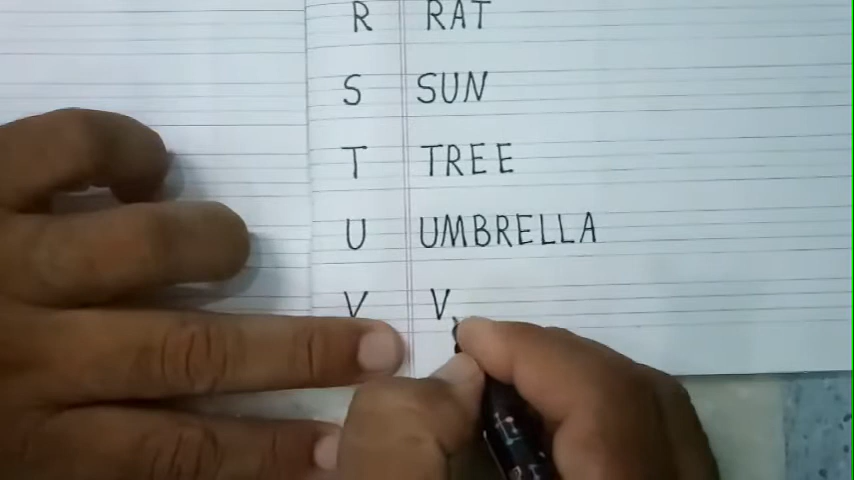 R RAT
S SUN
T TREE
U UMBRELLA
V V